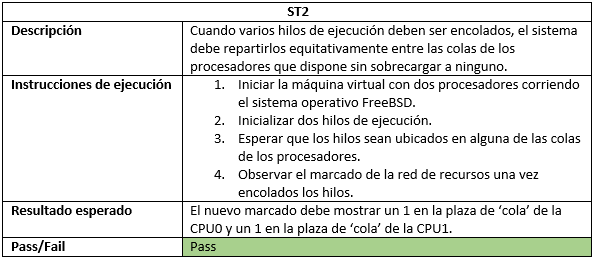 ST2
Descripción
Cuando varios hilos de ejecución deben ser encolados, el sistema
debe repartirlos equitativamente entre las colas de los
procesadores que dispone sin sobrecargar a ninguno.
Instrucciones de ejecución
1. Iniciar la máquina virtual con dos procesadores corriendo
el sistema operativo FreeBSD.
2. Inicializar dos hilos de ejecución.
3. Esperar que los hilos sean ubicados en alguna de las colas
de los procesadores.
4. Observar el marcado de la red de recursos una vez
encolados los hilos.
Resultado esperado
El nuevo marcado debe mostrar un 1 en la plaza de ‘cola’ de la
CPU0 y un 1 en la plaza de ‘cola’ de la CPU1.
Pass/Fail
Pass